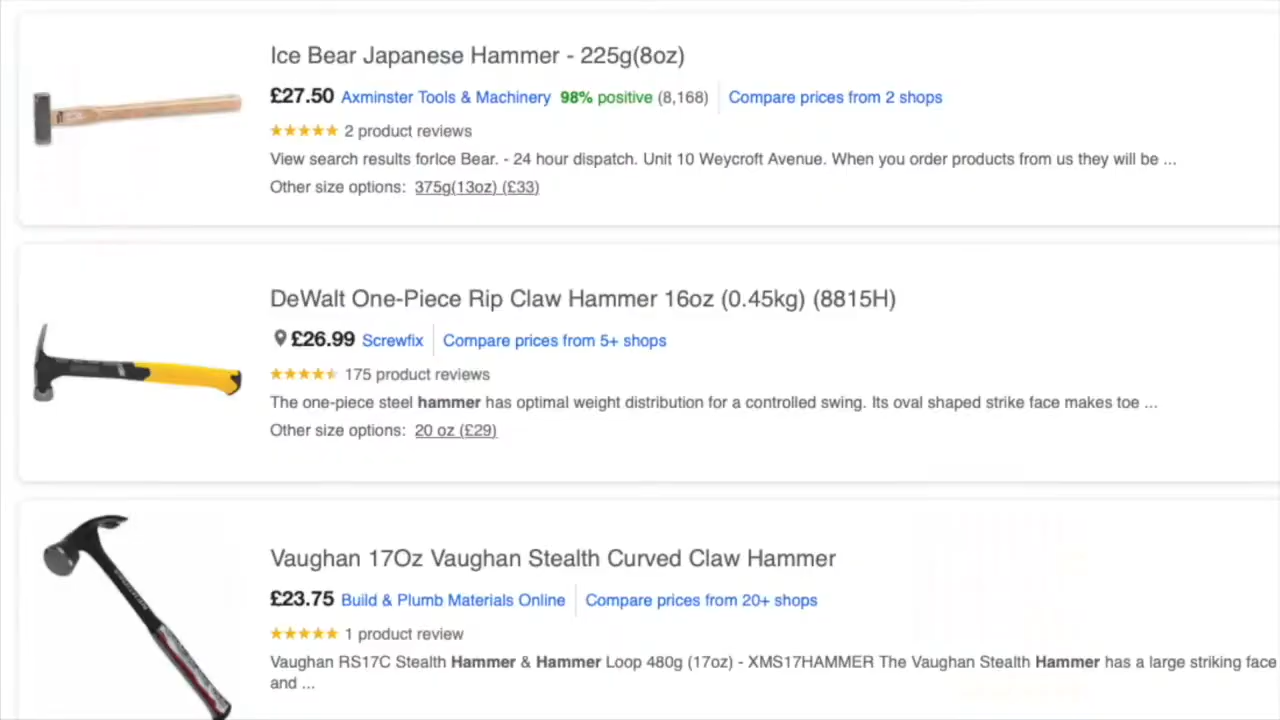 Ice Bear Japanese Hammer - 225g(8oz)
£27.50 Axminster Tools & Machinery 98% positive (8,168) Compare prices from 2 shops
2 product reviews
View search results forIce Bear. - 24 hour dispatch. Unit 10 Weycroft Avenue. When you order products from us they will be ...
Other size options: 375g(13oz) (£33)
DeWalt One-Piece Rip Claw Hammer 16oz (0.45kg) (8815H)
£26.99 Screwfix Compare prices from 5+ shops
175 product reviews
The one-piece steel hammer has optimal weight distribution for a controlled swing. Its oval shaped strike face makes toe ...
Other size options: 20 oz (£29)
Vaughan 17Oz Vaughan Stealth Curved Claw Hammer
£23.75 Build & Plumb Materials Online Compare prices from 20+ shops
1 product review
Vaughan RS17C Stealth Hammer & Hammer Loop 480g (17oz) - XMS17HAMMER The Vaughan Stealth Hammer has a large striking face
and ...